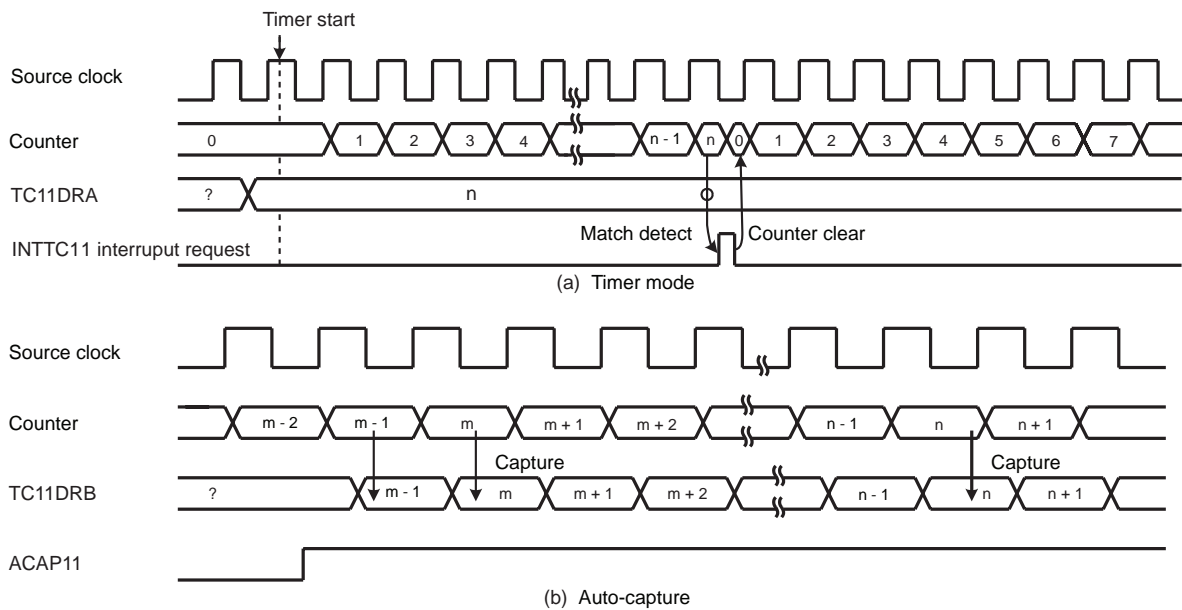 Timer start
Source clock
Counter
0 1 2 3 4 n - 1 n 0 1 2 3 4 5 6 7
TC11DRA
? n
Match detect Counter clear
INTTC11 interruput request
(a) Timer mode
Source clock
Counter
m - 2 m - 1 m m + 1 m + 2 n - 1 n n + 1
Capture Capture
TC11DRB
? m - 1 m m + 1 m + 2 n - 1 n n + 1
ACAP11
(b) Auto-capture